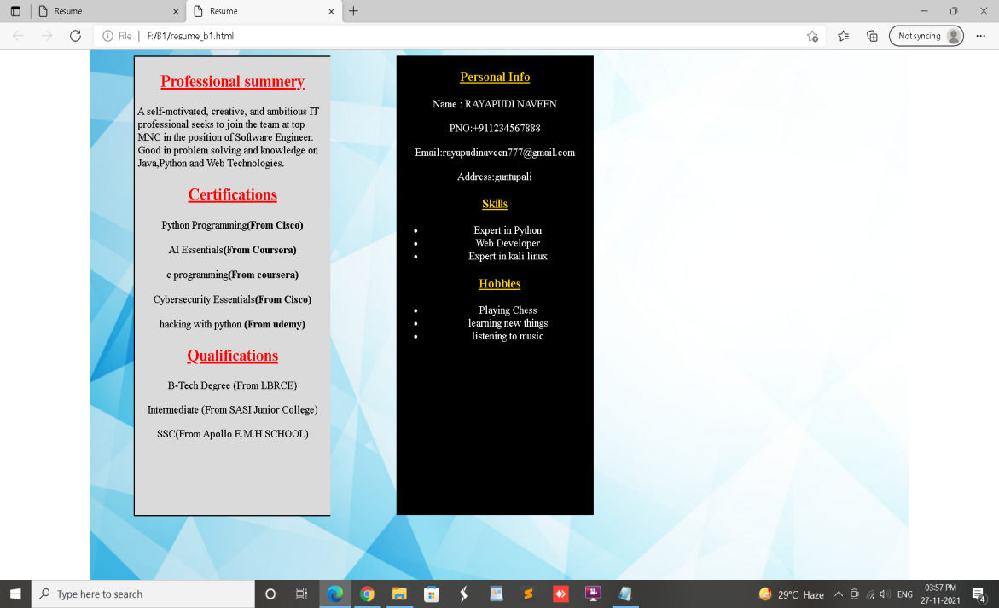 Resume
Resume
File
F:/B1/resume_b1.html
Not syncing
Professional summery
A self-motivated, creative, and ambitious IT
professional seeks to join the team at top
MNC in the position of Software Engineer.
Good in problem solving and knowledge on
Java,Python and Web Technologies.
Certifications
Python Programming(From Cisco)
AI Essentials(From Coursera)
c programming(From coursera)
Cybersecurity Essentials(From Cisco)
hacking with python (From udemy)
Qualifications
B-Tech Degree (From LBRCE)
Intermediate (From SASI Junior College)
SSC(From Apollo E.M.H SCHOOL)
Personal Info
Name : RAYAPUDI NAVEEN
PNO:+911234567888
Email:rayapudinaveen777@gmail.com
Address:guntupali
Skills
Expert in Python
Web Developer
Expert in kali linux
Hobbies
Playing Chess
learning new things
listening to music
Type here to search
29°C Haze
ENG
03:57 PM
27-11-2021
4